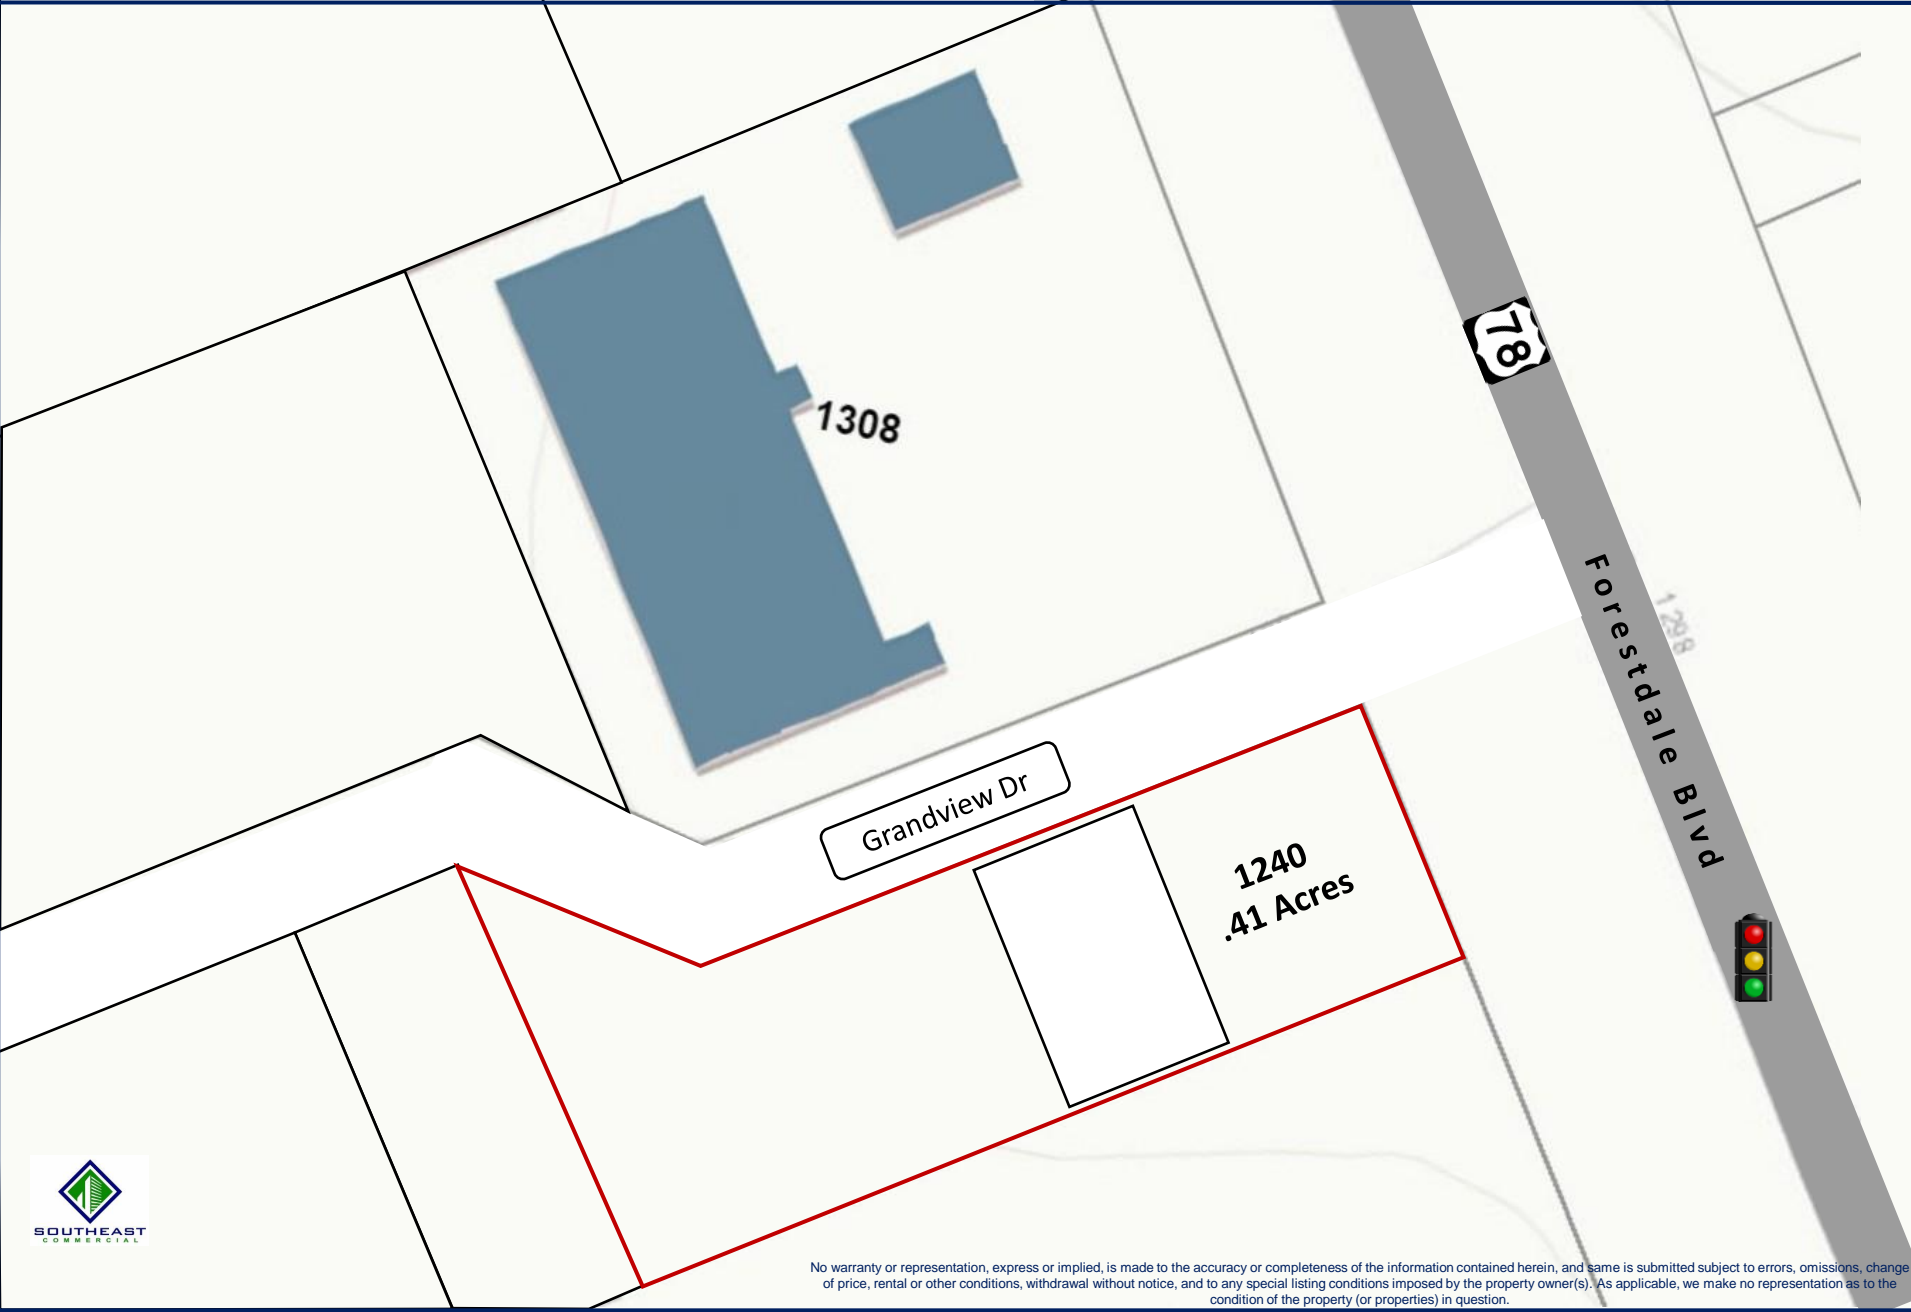 78
1308
Forestdale Blvd
1298
Grandview Dr
1240
.41 Acres
SOUTHEAST
COMMERCIAL
No warranty or representation, express or implied, is made to the accuracy or completeness of the information contained herein, and same is submitted subject to errors, omissions, change
of price, rental or other conditions, withdrawal without notice, and to any special listing conditions imposed by the property owner(s). As applicable, we make no representation as to the
condition of the property (or properties) in question.